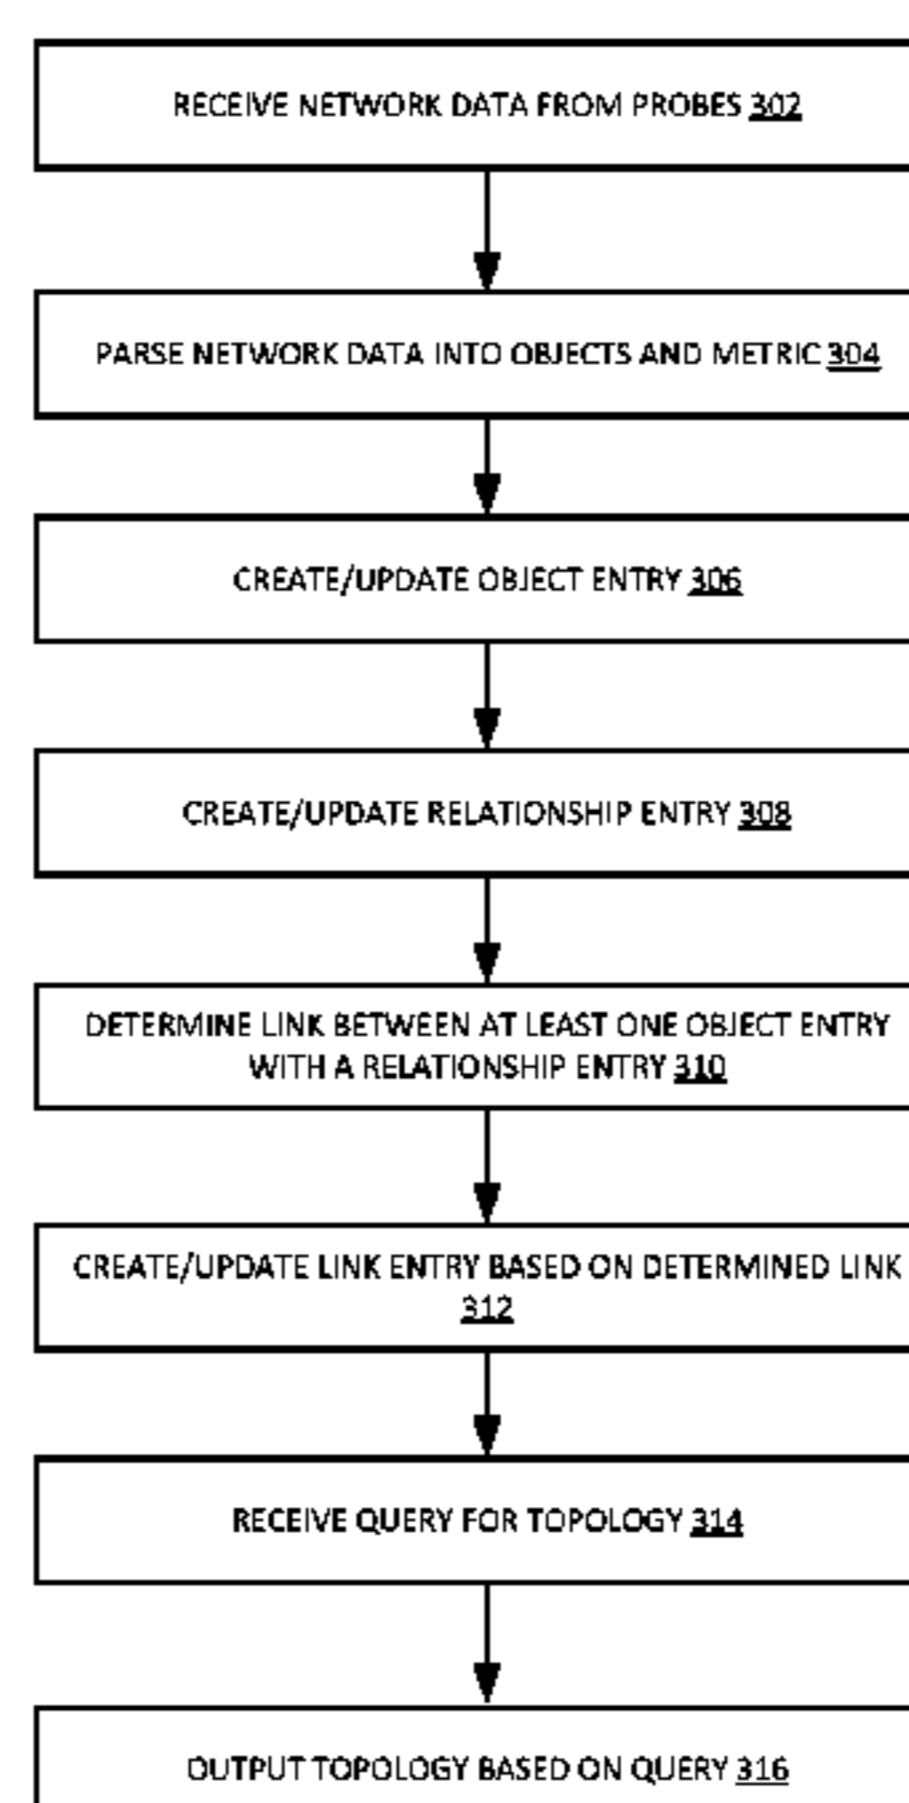 RECEIVE NETWORK DATA FROM PROBES 302
PARSE NETWORK DATA INTO OBJECTS AND METRIC 304
CREATE/UPDATE OBJECT ENTRY 306
CREATE/UPDATE RELATIONSHIP ENTRY 308
DETERMINE LINK BETWEEN AT LEAST ONE OBJECT ENTRY
WITH A RELATIONSHIP ENTRY 310
CREATE/UPDATE LINK ENTRY BASED ON DETERMINED LINK
312
RECEIVE QUERY FOR TOPOLOGY 314
OUTPUT TOPOLOGY BASED ON QUERY 316